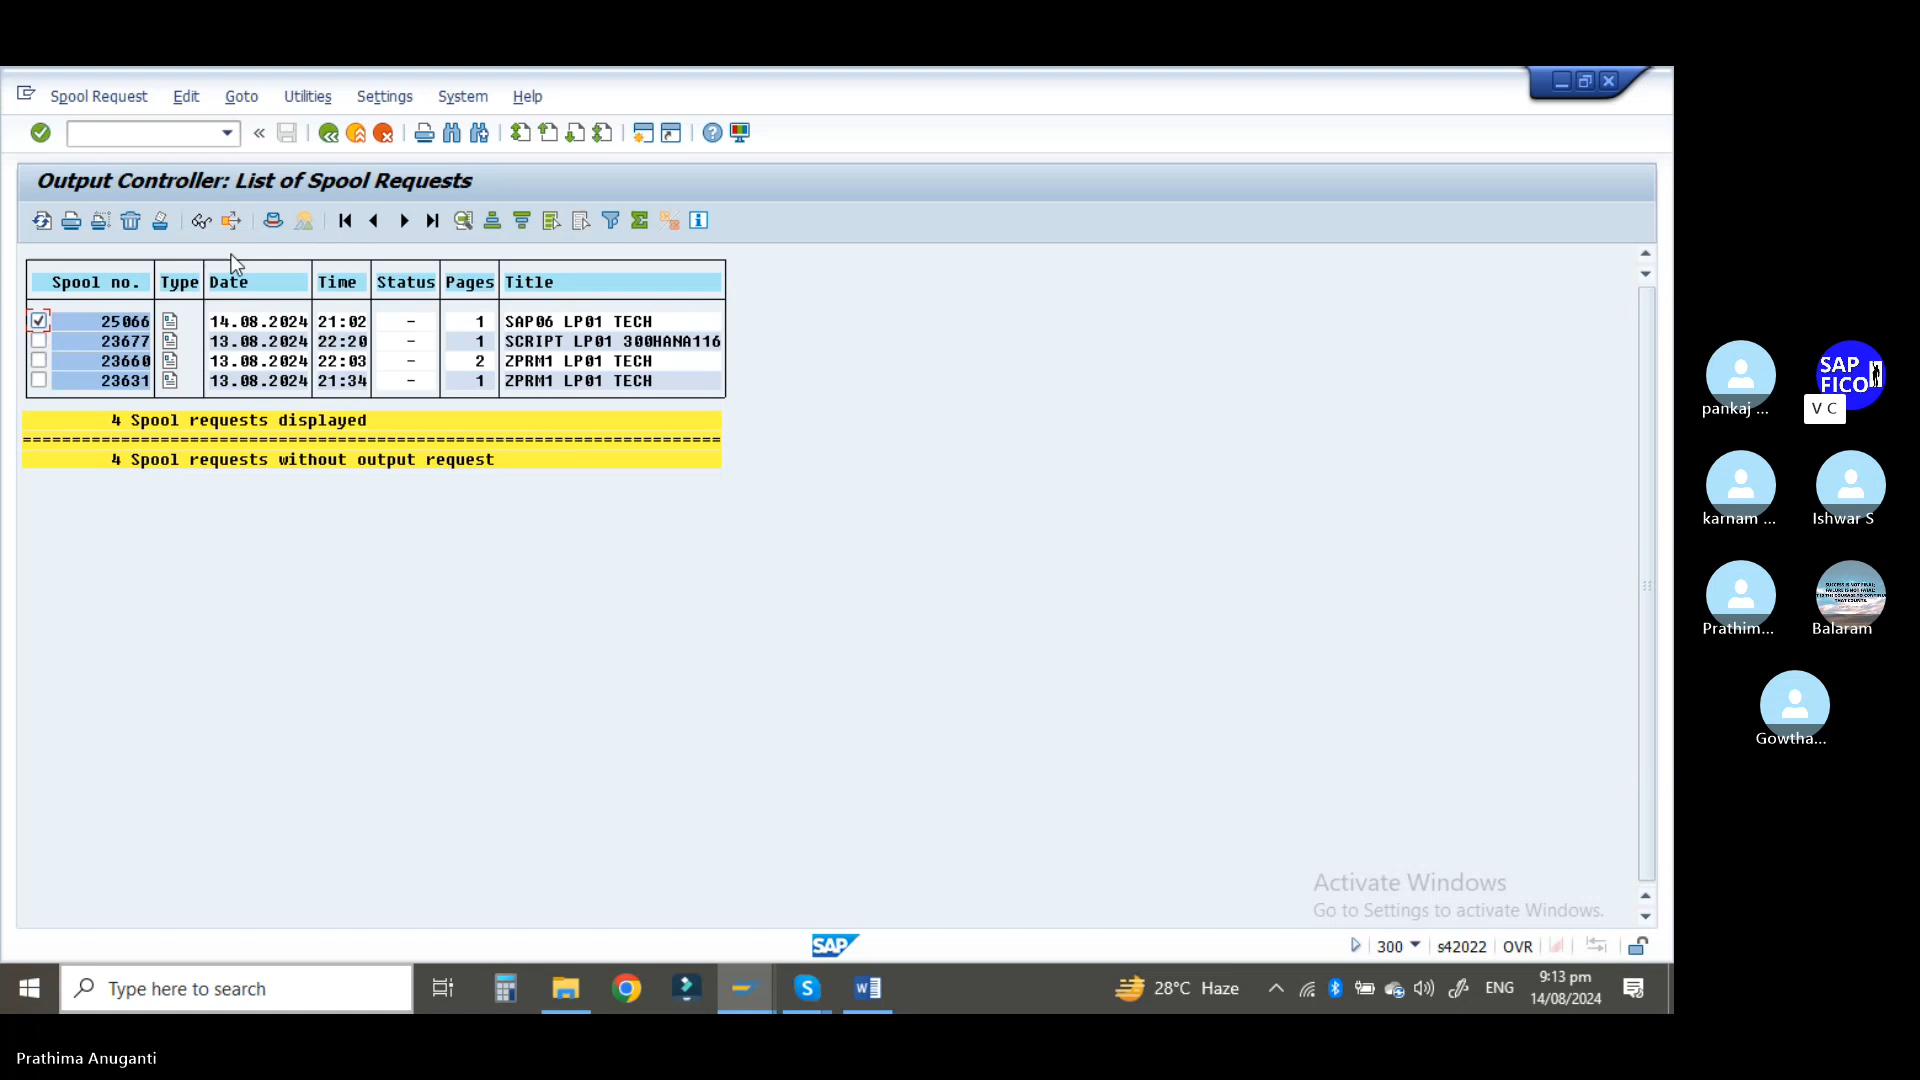 Spool Request Edit Goto Utilities Settings System Help
Output Controller: List of Spool Requests
Spool no. Type Date Time Status Pages Title
25066 14.08.2024 21:02 - 1 SAP06 LP01 TECH
23677 13.08.2024 22:20 - 1 SCRIPT LP01 300HANA116
23660 13.08.2024 22:03 - 2 ZPRM1 LP01 TECH
23631 13.08.2024 21:34 - 1 ZPRM1 LP01 TECH
4 Spool requests displayed
================================================================
4 Spool requests without output request
SAP FICO
pankaj ...
V C
karnam ...
Ishwar S
Prathim...
Balaram
Gowtha...
Activate Windows
Go to Settings to activate Windows.
SAP
300 s42022 OVR
Type here to search
28°C Haze
ENG
9:13 pm
14/08/2024
Prathima Anuganti